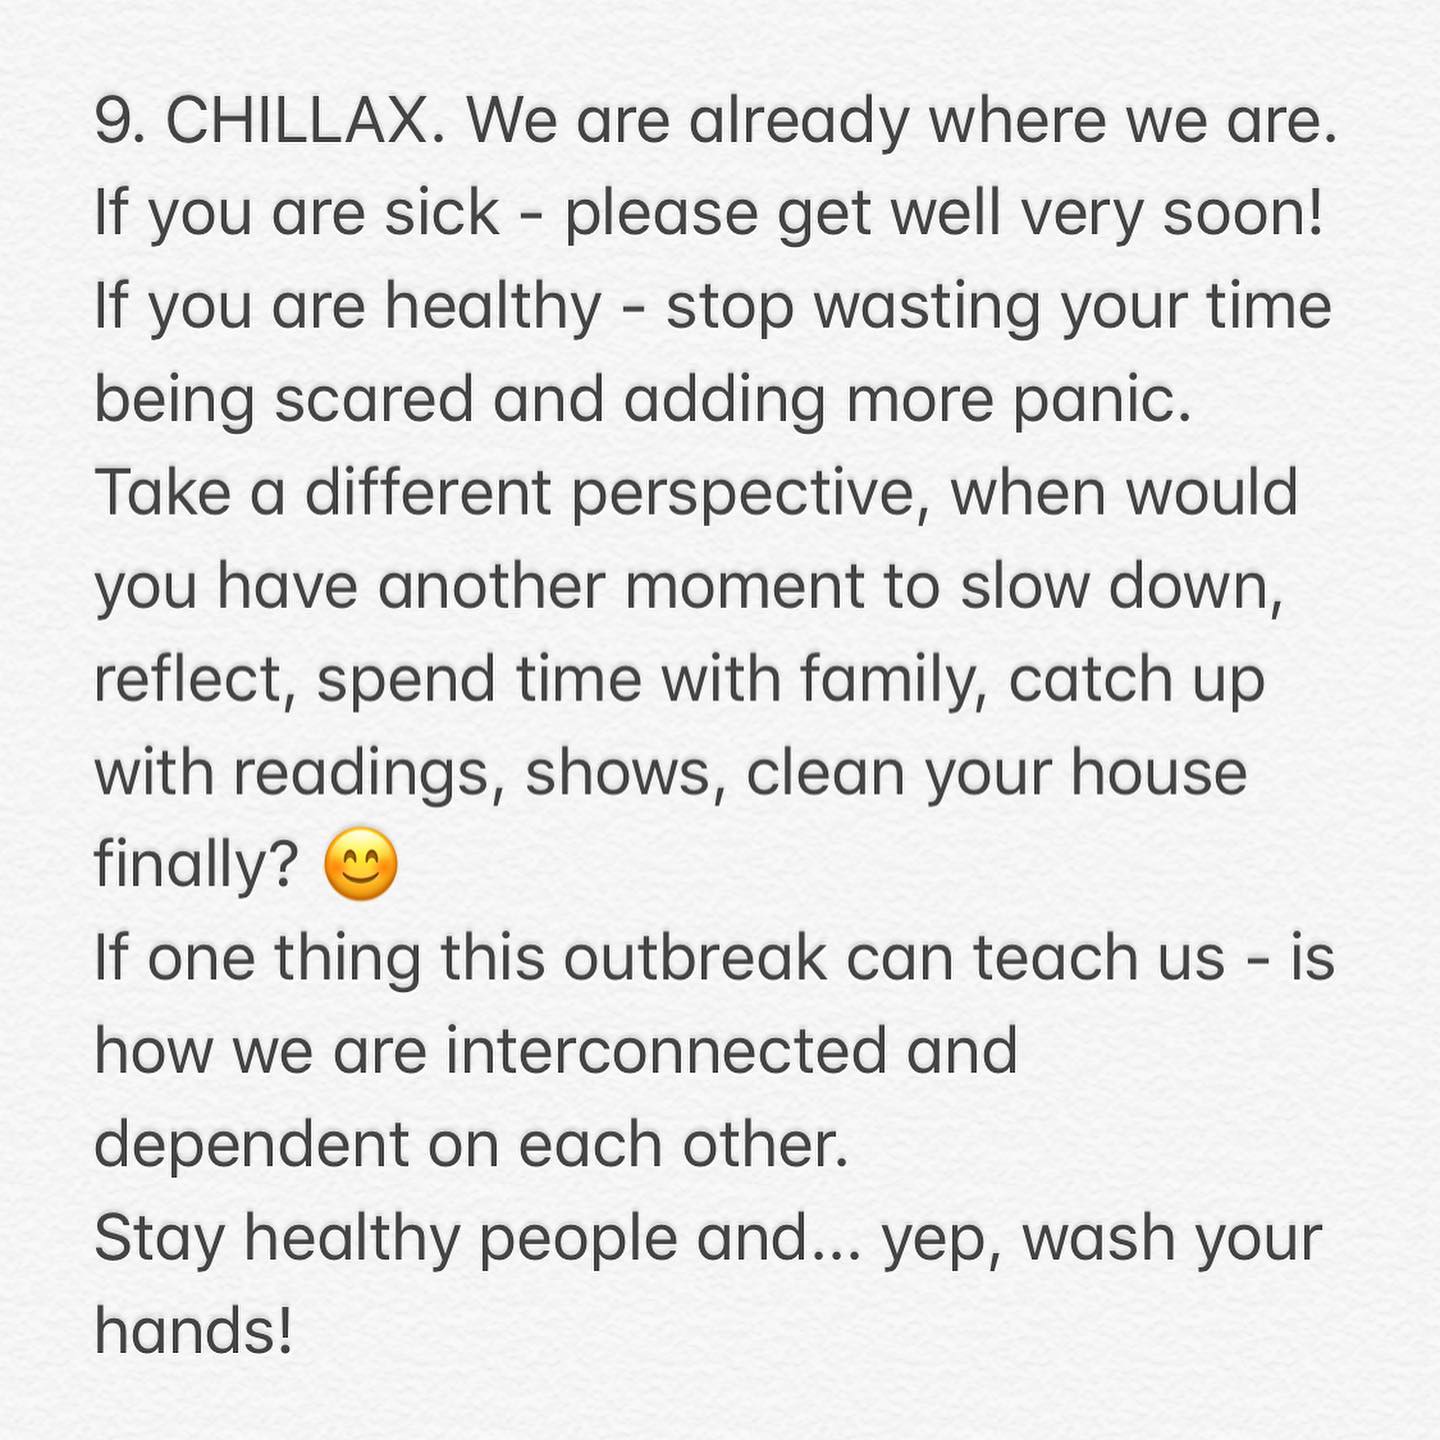 9. CHILLAX. We are already where we are.
If you are sick - please get well very soon!
If you are healthy - stop wasting your time
being scared and adding more panic.
Take a different perspective, when would
you have another moment to slow down,
reflect, spend time with family, catch up
with readings, shows, clean your house
finally? 😊
If one thing this outbreak can teach us - is
how we are interconnected and
dependent on each other.
Stay healthy people and... yep, wash your
hands!